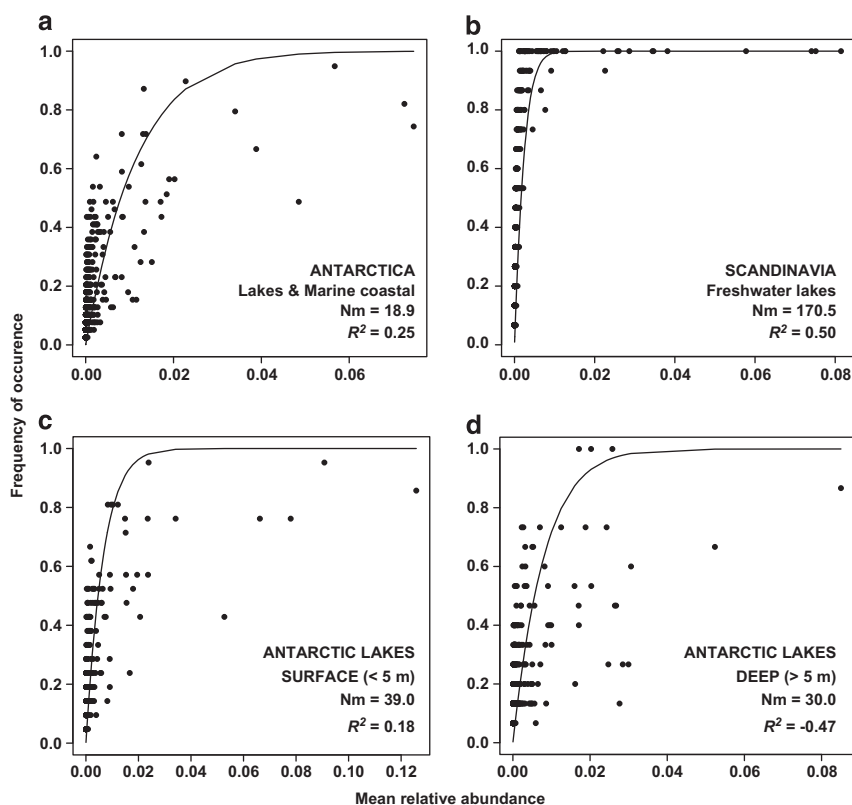 a
1.0
0.8
0.6
0.4
0.2
0.0
ANTARCTICA
Lakes & Marine coastal
Nm = 18.9
R² = 0.25
0.00 0.02 0.04 0.06
b
1.0
0.8
0.6
0.4
0.2
0.0
SCANDINAVIA
Freshwater lakes
Nm = 170.5
R² = 0.50
0.00 0.02 0.04 0.06 0.08
Frequency of occurence
c
1.0
0.8
0.6
0.4
0.2
0.0
ANTARCTIC LAKES
SURFACE (< 5 m)
Nm = 39.0
R² = 0.18
0.00 0.02 0.04 0.06 0.08 0.10 0.12
d
1.0
0.8
0.6
0.4
0.2
0.0
ANTARCTIC LAKES
DEEP (> 5 m)
Nm = 30.0
R² = -0.47
0.00 0.02 0.04 0.06 0.08
Mean relative abundance